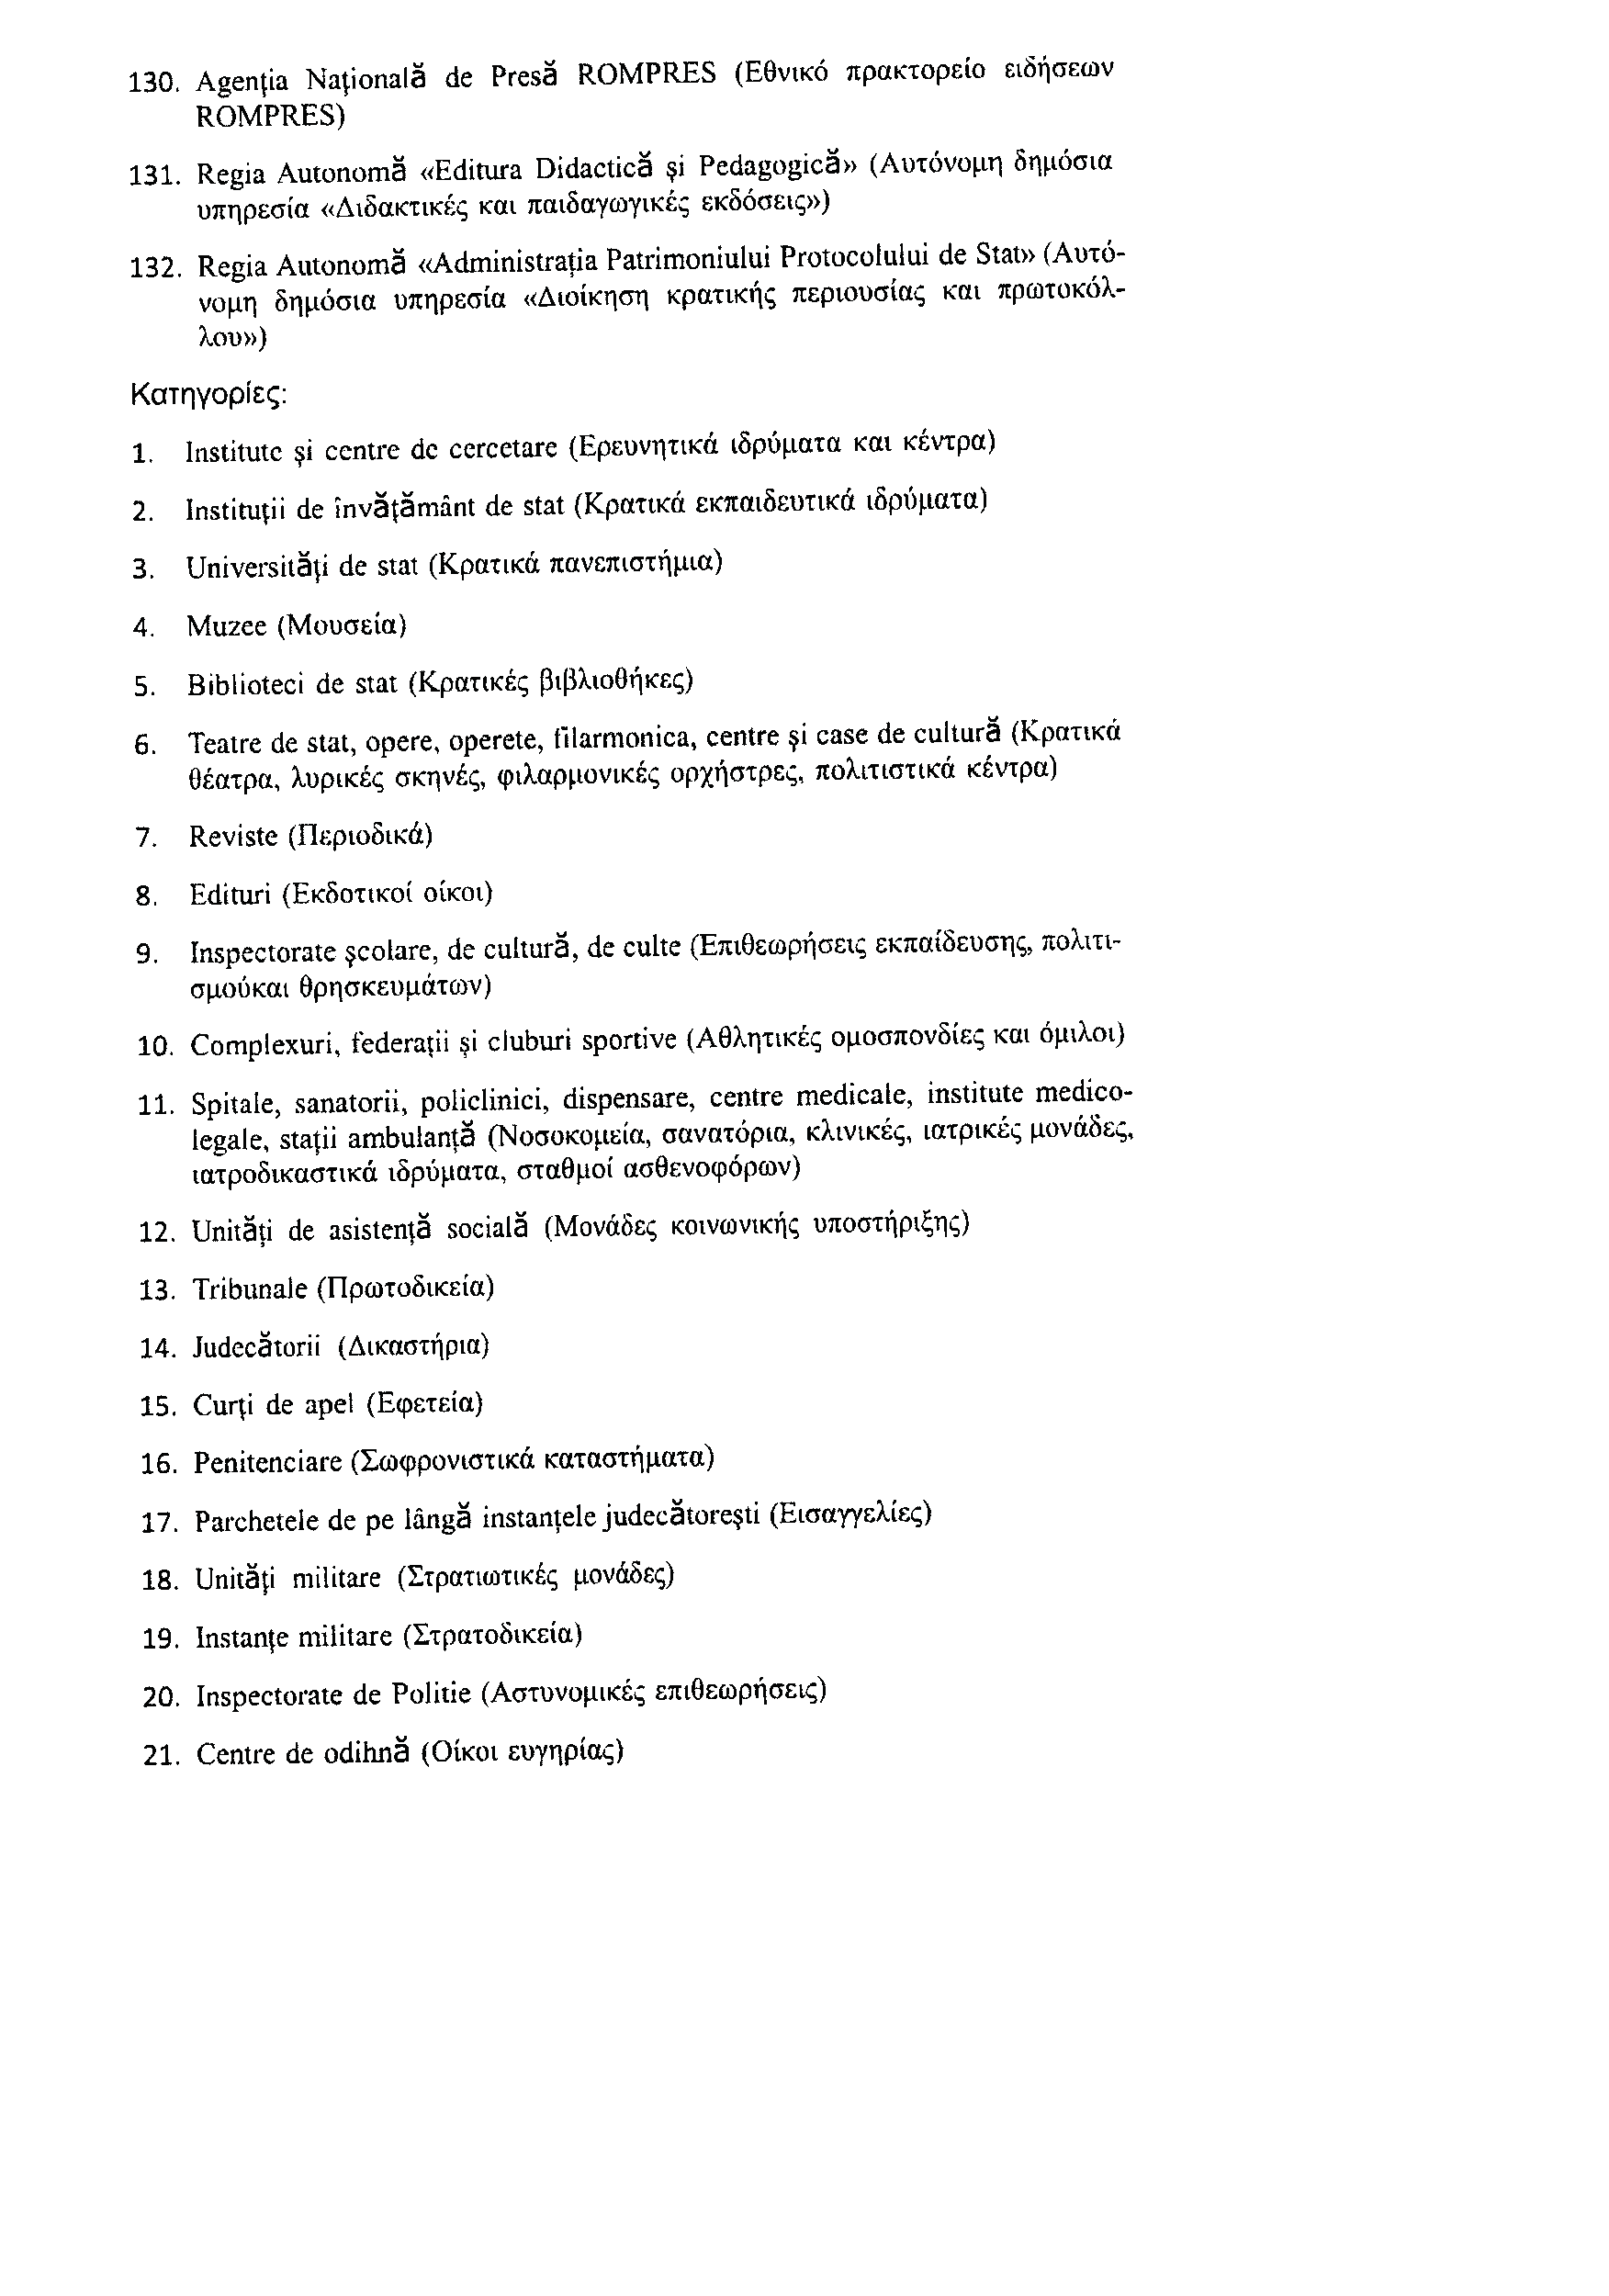 130. Agenţia Naţională de Presă ROMPRES (Εθνικό πρακτορείο ειδήσεων
ROMPRES)
131. Regia Autonomă «Editura Didactică şi Pedagogică» (Αυτόνομη δημόσια
υπηρεσία «Διδακτικές και παιδαγωγικές εκδόσεις»)
132. Regia Autonomă «Administraţia Patrimoniului Protocolului de Stat» (Αυτό-
νομη δημόσια υπηρεσία «Διοίκηση κρατικής περιουσίας και πρωτοκόλ-
λου»)
Κατηγορίες:
1. Institute şi centre de cercetare (Ερευνητικά ιδρύματα και κέντρα)
2. Instituţii de învăţământ de stat (Κρατικά εκπαιδευτικά ιδρύματα)
3. Universităţi de stat (Κρατικά πανεπιστήμια)
4. Muzee (Μουσεία)
5. Biblioteci de stat (Κρατικές βιβλιοθήκες)
6. Teatre de stat, opere, operete, filarmonica, centre şi case de cultură (Κρατικά
θέατρα, λυρικές σκηνές, φιλαρμονικές ορχήστρες, πολιτιστικά κέντρα)
7. Reviste (Περιοδικά)
8. Edituri (Εκδοτικοί οίκοι)
9. Inspectorate şcolare, de cultură, de culte (Επιθεωρήσεις εκπαίδευσης, πολιτι-
σμούκαι θρησκευμάτων)
10. Complexuri, federaţii şi cluburi sportive (Αθλητικές ομοσπονδίες και όμιλοι)
11. Spitale, sanatorii, policlinici, dispensare, centre medicale, institute medico-
legale, staţii ambulanţă (Νοσοκομεία, σανατόρια, κλινικές, ιατρικές μονάδες,
ιατροδικαστικά ιδρύματα, σταθμοί ασθενοφόρων)
12. Unităţi de asistenţă socială (Μονάδες κοινωνικής υποστήριξης)
13. Tribunale (Πρωτοδικεία)
14. Judecătorii (Δικαστήρια)
15. Curţi de apel (Εφετεία)
16. Penitenciare (Σωφρονιστικά καταστήματα)
17. Parchetele de pe lângă instanţele judecătoreşti (Εισαγγελίες)
18. Unităţi militare (Στρατιωτικές μονάδες)
19. Instanţe militare (Στρατοδικεία)
20. Inspectorate de Politie (Αστυνομικές επιθεωρήσεις)
21. Centre de odihnă (Οίκοι ευγηρίας)